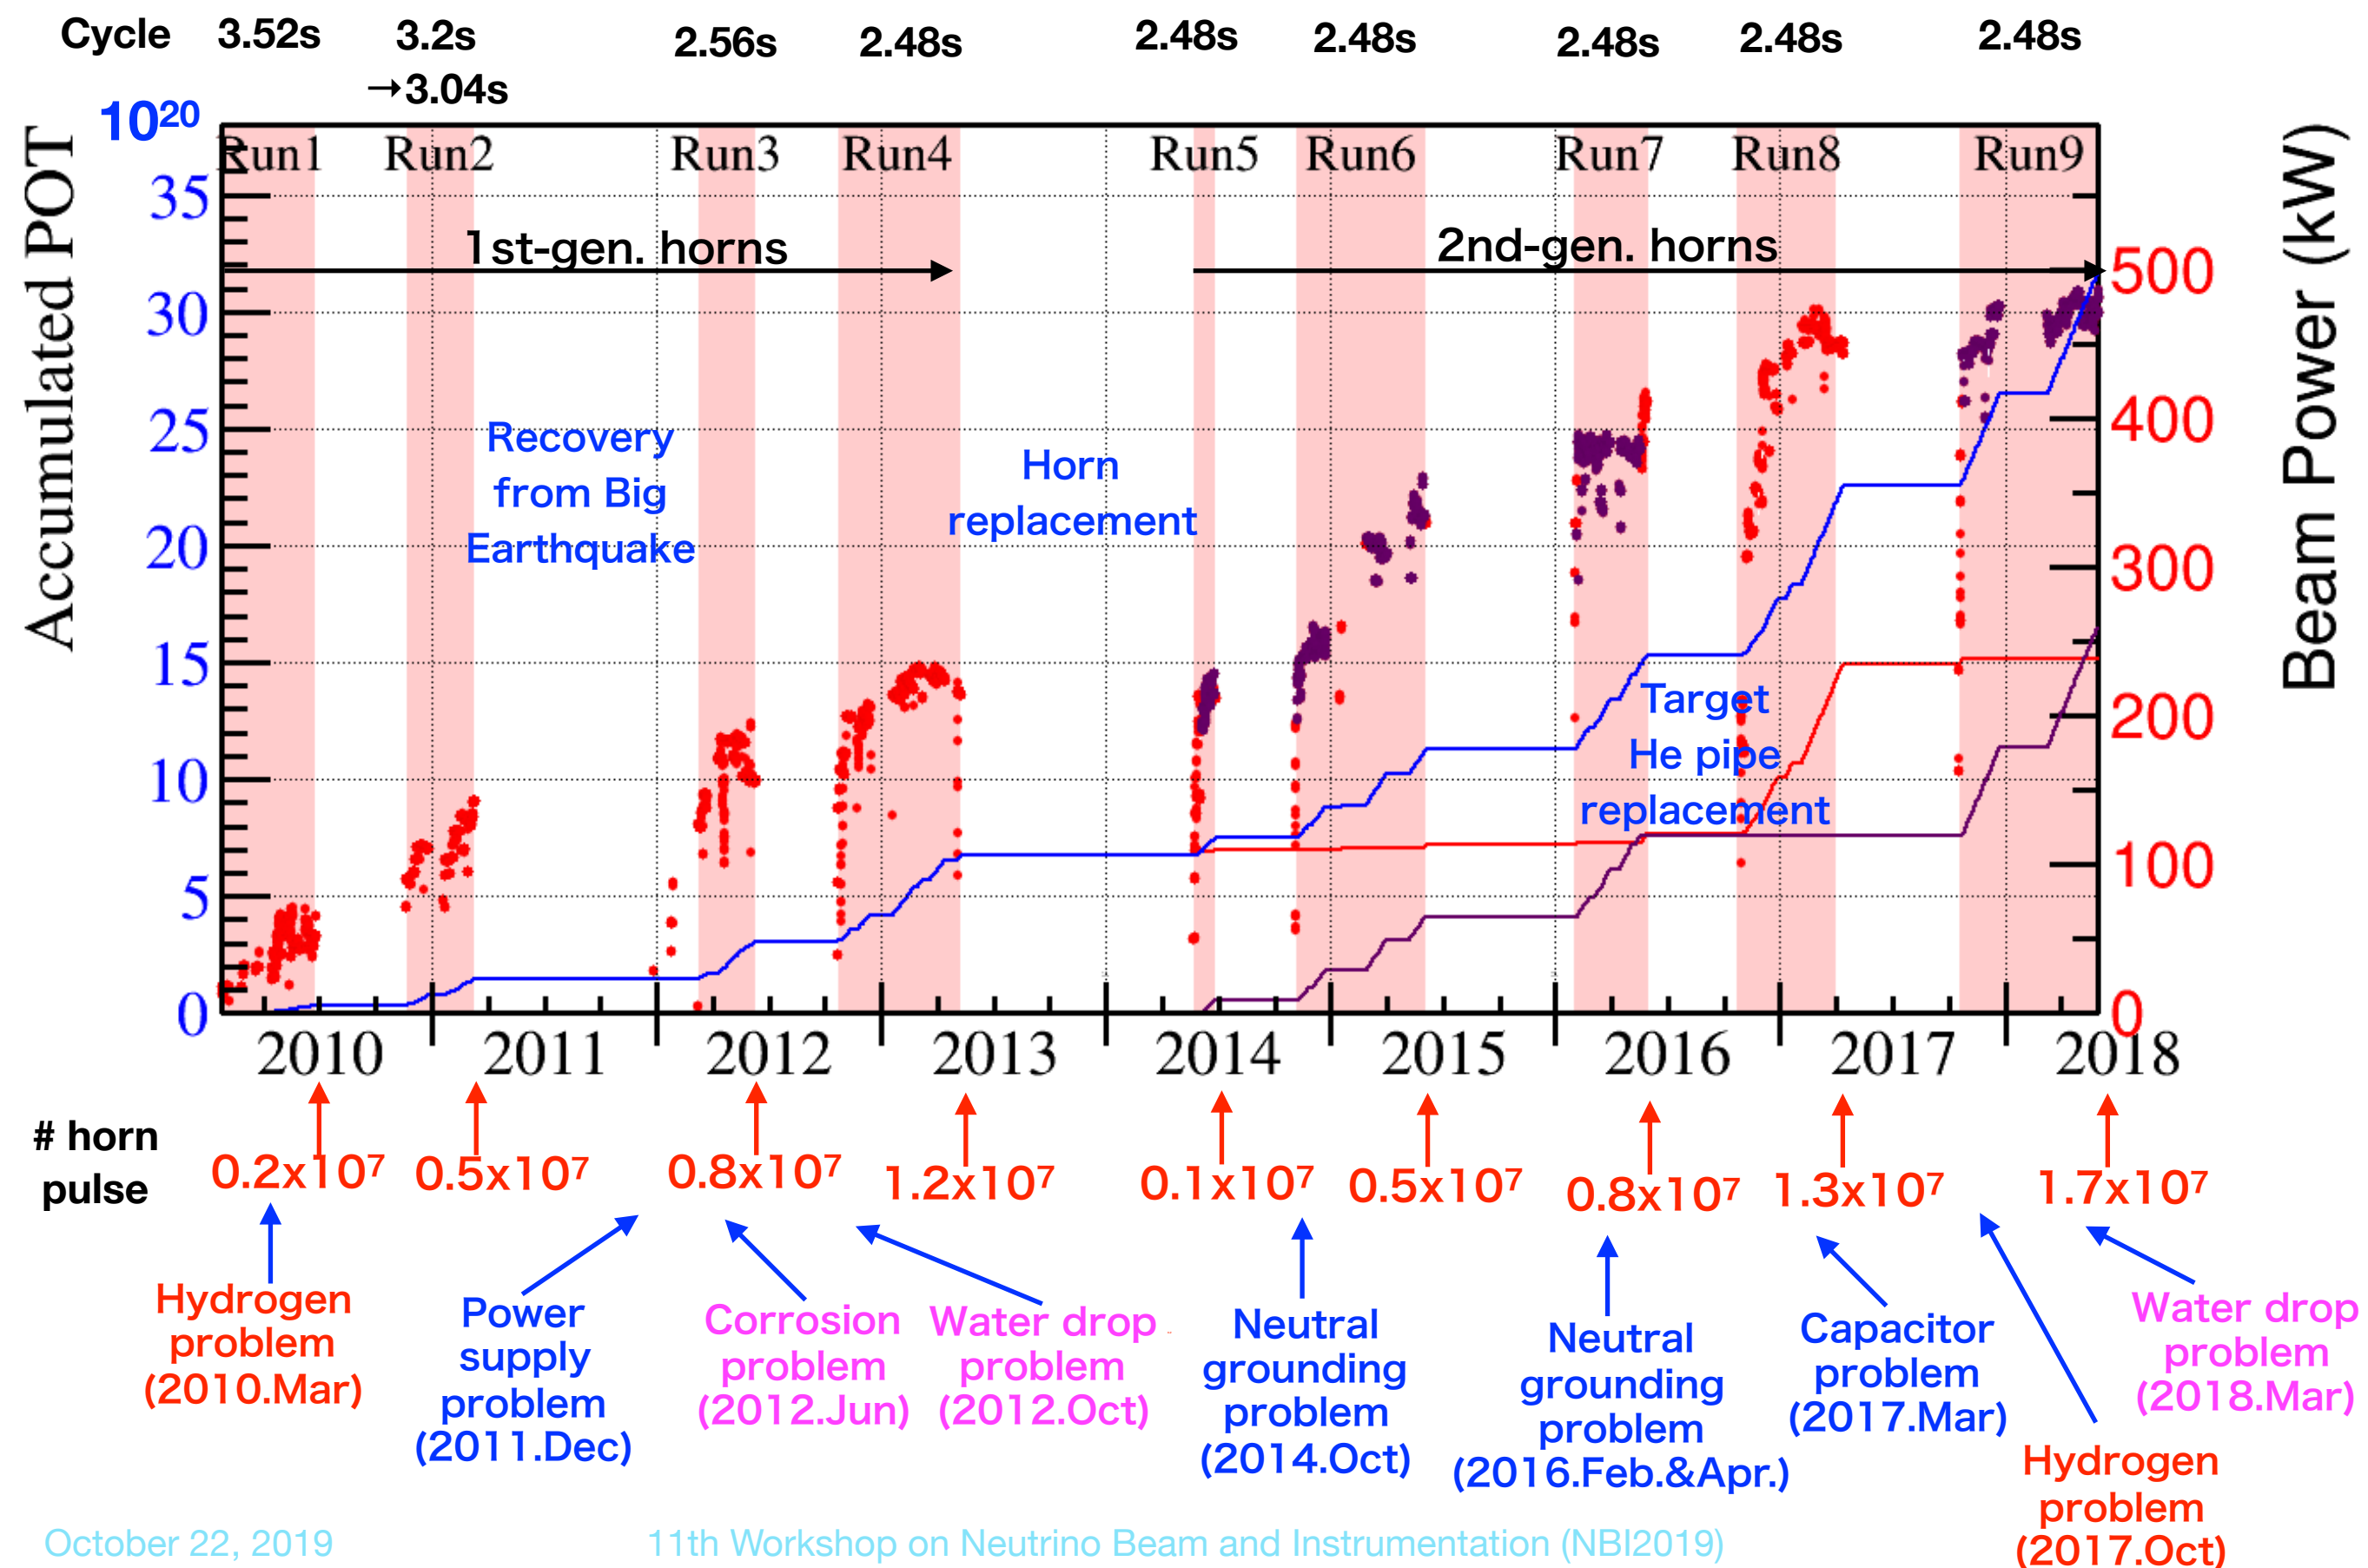 Cycle 3.52s 3.2s 2.56s 2.48s 2.48s 2.48s 2.48s 2.48s 2.48s
→3.04s
10²⁰
Accumulated POT
Beam Power (kW)
Run1 Run2 Run3 Run4 Run5 Run6 Run7 Run8 Run9
35
30
25
20
15
10
5
0
500
400
300
200
100
0
1st-gen. horns
2nd-gen. horns
Recovery
from Big
Earthquake
Horn
replacement
Target
He pipe
replacement
2010 2011 2012 2013 2014 2015 2016 2017 2018
# horn
pulse
0.2x10⁷ 0.5x10⁷ 0.8x10⁷ 1.2x10⁷ 0.1x10⁷ 0.5x10⁷ 0.8x10⁷ 1.3x10⁷ 1.7x10⁷
Hydrogen
problem
(2010.Mar)
Power
supply
problem
(2011.Dec)
Corrosion
problem
(2012.Jun)
Water drop
problem
(2012.Oct)
Neutral
grounding
problem
(2014.Oct)
Neutral
grounding
problem
(2016.Feb.&Apr.)
Capacitor
problem
(2017.Mar)
Hydrogen
problem
(2017.Oct)
Water drop
problem
(2018.Mar)
October 22, 2019
11th Workshop on Neutrino Beam and Instrumentation (NBI2019)